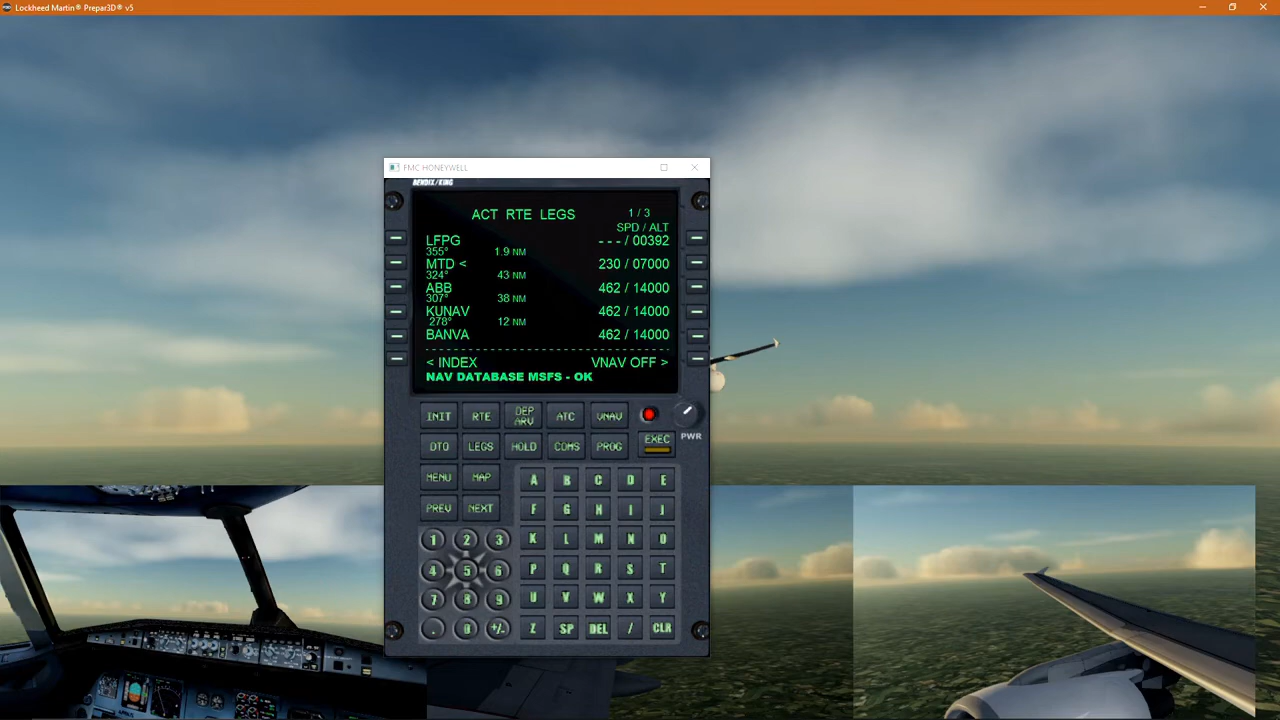 Lockheed Martin® Prepar3D® v5
FMC HONEYWELL
BENDIX/KING
ACT RTE LEGS 1 / 3
SPD / ALT
LFPG - - - / 00392
355° 1.9 NM
MTD < 230 / 07000
324° 43 NM
ABB 462 / 14000
307° 38 NM
KUNAV 462 / 14000
278° 12 NM
BANVA 462 / 14000
< INDEX VNAV OFF >
NAV DATABASE MSFS - OK
INIT RTE DEP ARV ATC VNAV
PWR
DTO LEGS HOLD COMS PROG EXEC
MENU MAP
A B C D E
PREV NEXT
F G H I J
1 2 3 K L M N O
4 5 6 P Q R S T
7 8 9 U V W X Y
. 0 +/- Z SP DEL / CLR